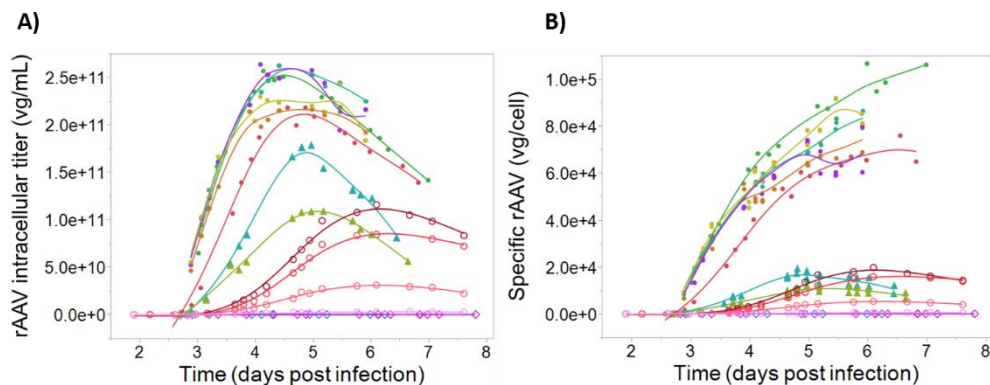 A)
B)
rAAV intracellular titer (vg/mL)
2.5e+11
2.0e+11
1.5e+11
1.0e+11
5.0e+10
0.0e+0
2 3 4 5 6 7 8
Time (days post infection)
Specific rAAV (vg/cell)
1.0e+5
8.0e+4
6.0e+4
4.0e+4
2.0e+4
0.0e+0
2 3 4 5 6 7 8
Time (days post infection)